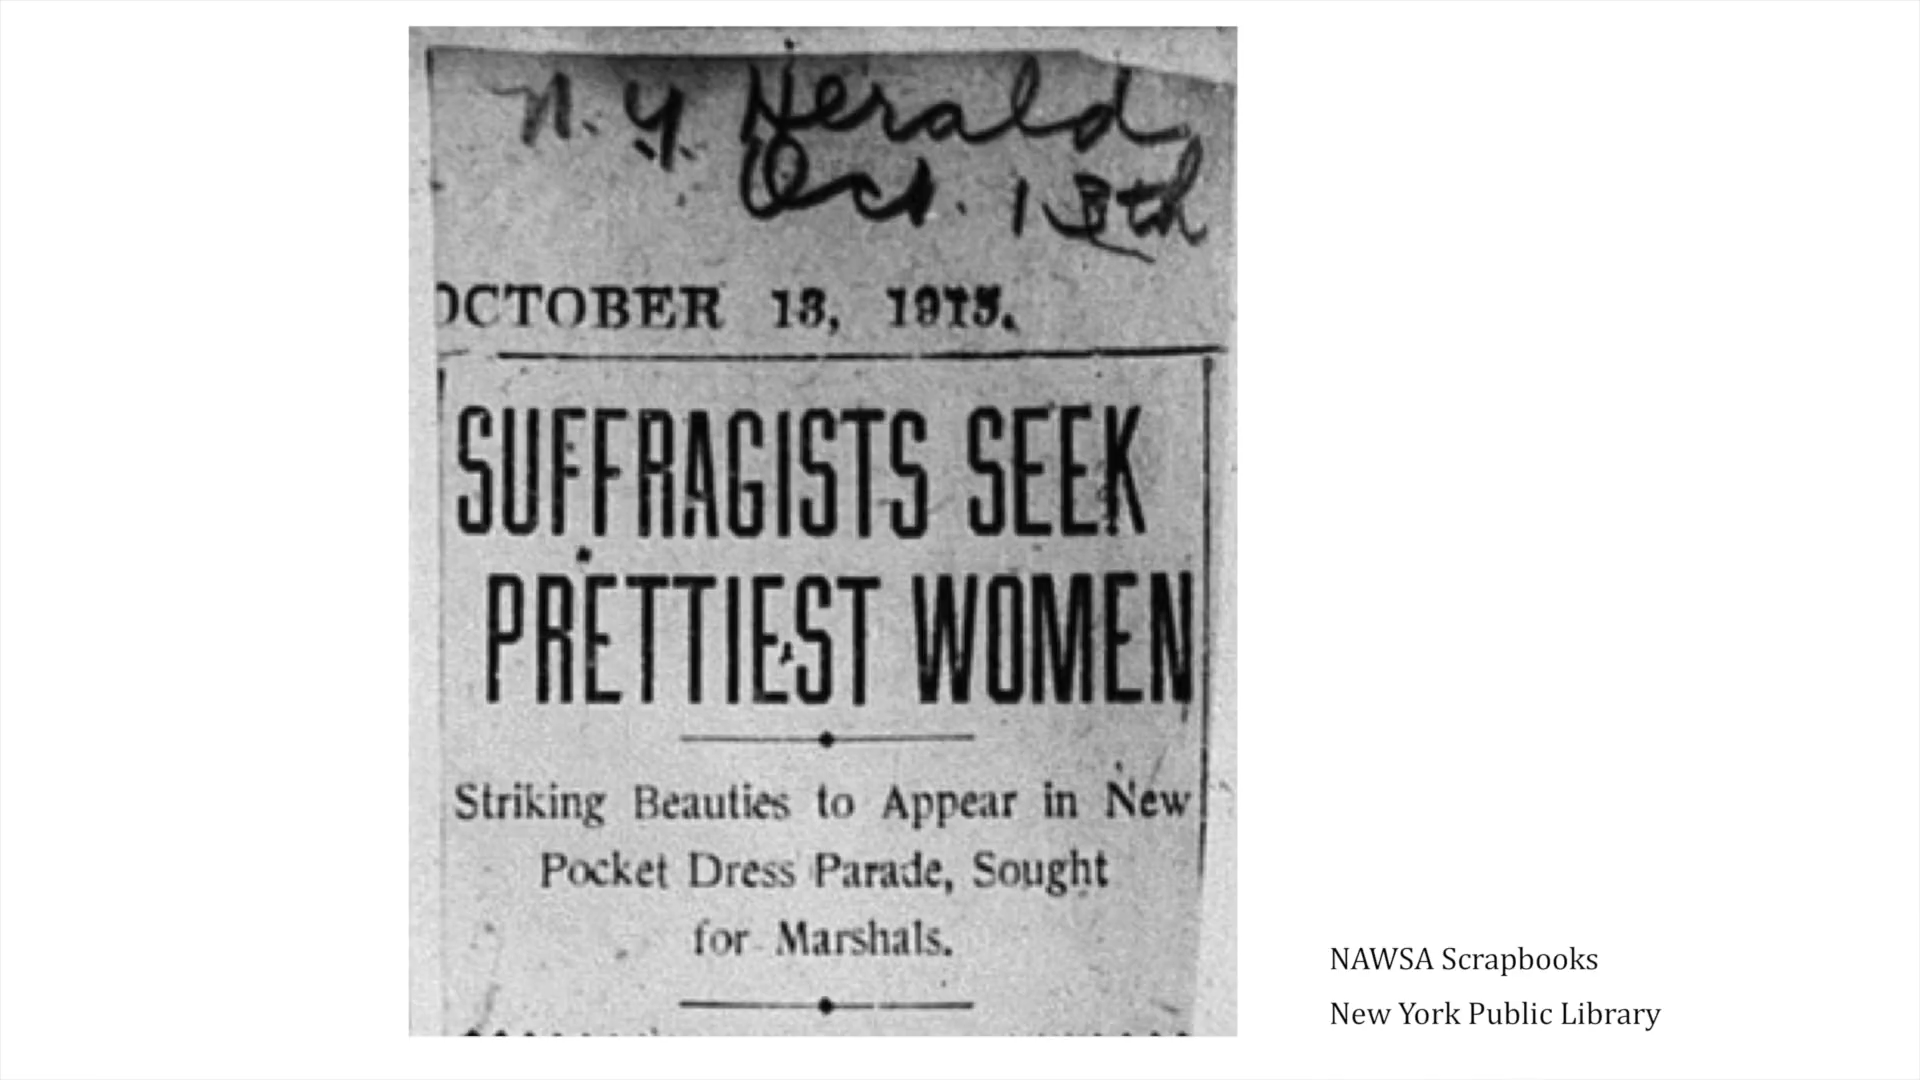 N. Y. Herald
Oct. 13th
OCTOBER 13, 1915.
SUFFRAGISTS SEEK
PRETTIEST WOMEN
Striking Beauties to Appear in New
Pocket Dress Parade, Sought
for Marshals.
NAWSA Scrapbooks
New York Public Library